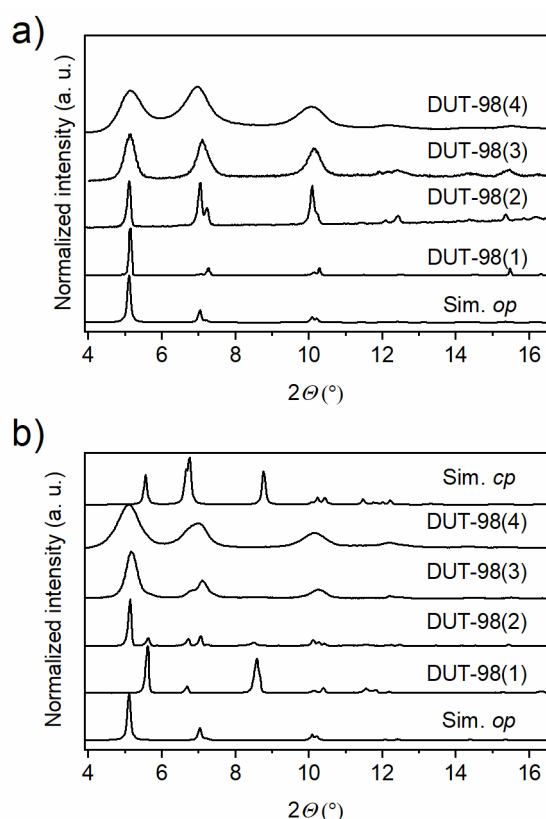 a)
Normalized intensity (a. u.)
DUT-98(4)
DUT-98(3)
DUT-98(2)
DUT-98(1)
Sim. op
4 6 8 10 12 14 16
2Θ (°)
b)
Normalized intensity (a. u.)
Sim. cp
DUT-98(4)
DUT-98(3)
DUT-98(2)
DUT-98(1)
Sim. op
4 6 8 10 12 14 16
2Θ (°)